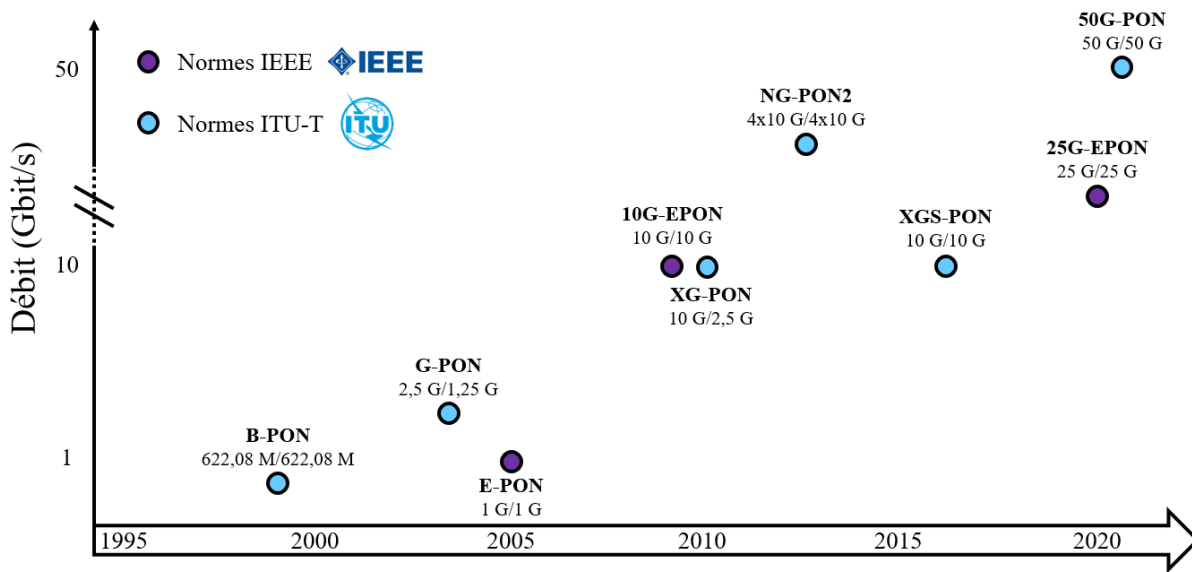 50G-PON
50 G/50 G
50
Normes IEEE IEEE
NG-PON2
4x10 G/4x10 G
Normes ITU-T ITU
25G-EPON
25 G/25 G
Débit (Gbit/s)
10G-EPON
10 G/10 G
XGS-PON
10 G/10 G
10
XG-PON
10 G/2,5 G
G-PON
2,5 G/1,25 G
B-PON
622,08 M/622,08 M
1
E-PON
1 G/1 G
1995 2000 2005 2010 2015 2020